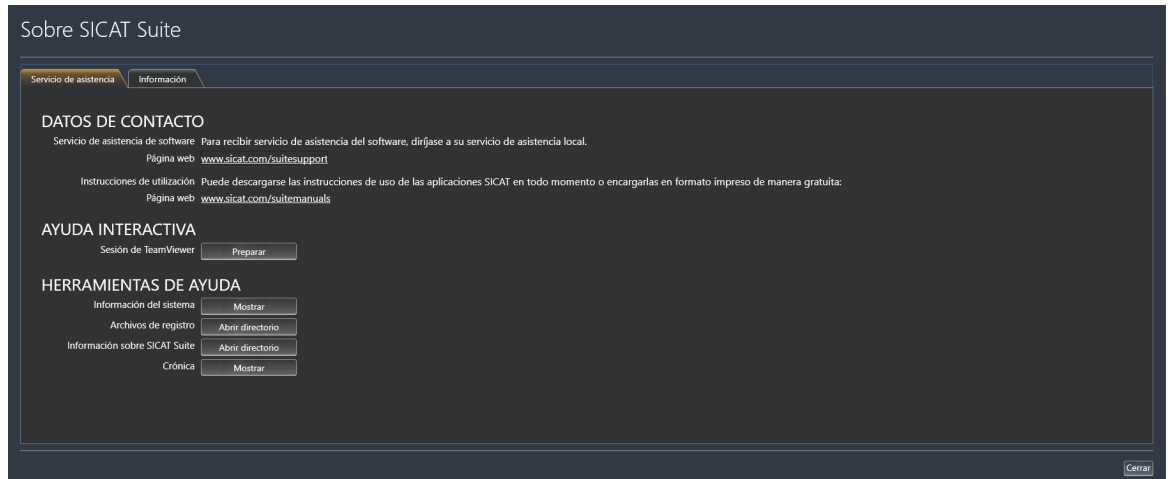 Sobre SICAT Suite
Servicio de asistencia
Información
DATOS DE CONTACTO
Servicio de asistencia de software Para recibir servicio de asistencia del software, diríjase a su servicio de asistencia local.
Página web www.sicat.com/suitesupport
Instrucciones de utilización Puede descargarse las instrucciones de uso de las aplicaciones SICAT en todo momento o encargarlas en formato impreso de manera gratuita:
Página web www.sicat.com/suitemanuals
AYUDA INTERACTIVA
Sesión de TeamViewer Preparar
HERRAMIENTAS DE AYUDA
Información del sistema Mostrar
Archivos de registro Abrir directorio
Información sobre SICAT Suite Abrir directorio
Crónica Mostrar
Cerrar